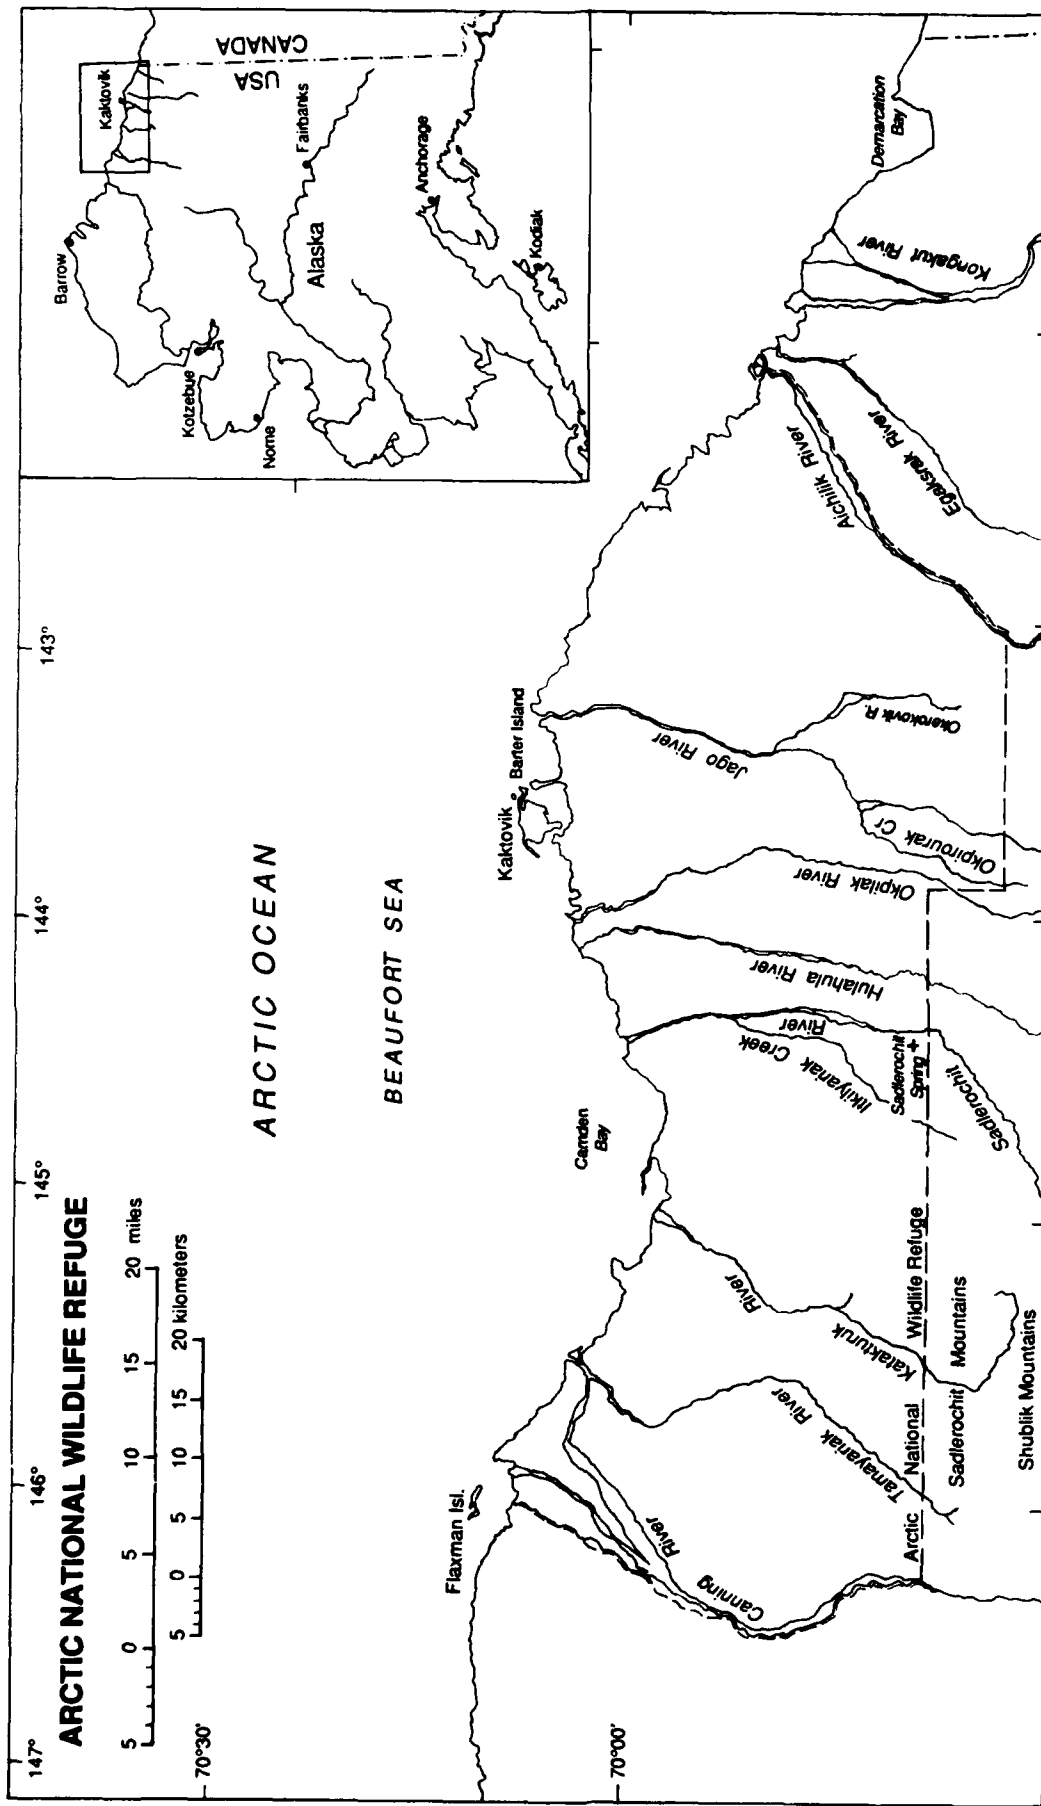 ARCTIC NATIONAL WILDLIFE REFUGE
5 0 5 10 15 20 miles
5 0 5 10 15 20 kilometers
147°
146°
145°
144°
143°
70°30'
70°00'
ARCTIC OCEAN
BEAUFORT SEA
Flaxman Isl.
Camden
Bay
Kaktovik
Barter Island
Demarcation
Bay
Canning
River
Tamayariak
River
Katakturuk
River
Itkilyariak Creek
Sadlerochit
River
Sadlerochit
Spring +
Hulahula River
Okpilak River
Okpirourak Cr
Jago River
Okerokovik R.
Aichilik River
Egaksrak River
Kongakut River
Arctic National Wildlife Refuge
Sadlerochit Mountains
Shublik Mountains
Barrow
Kaktovik
Kotzebue
Nome
Alaska
Fairbanks
Anchorage
Kodiak
USA
CANADA